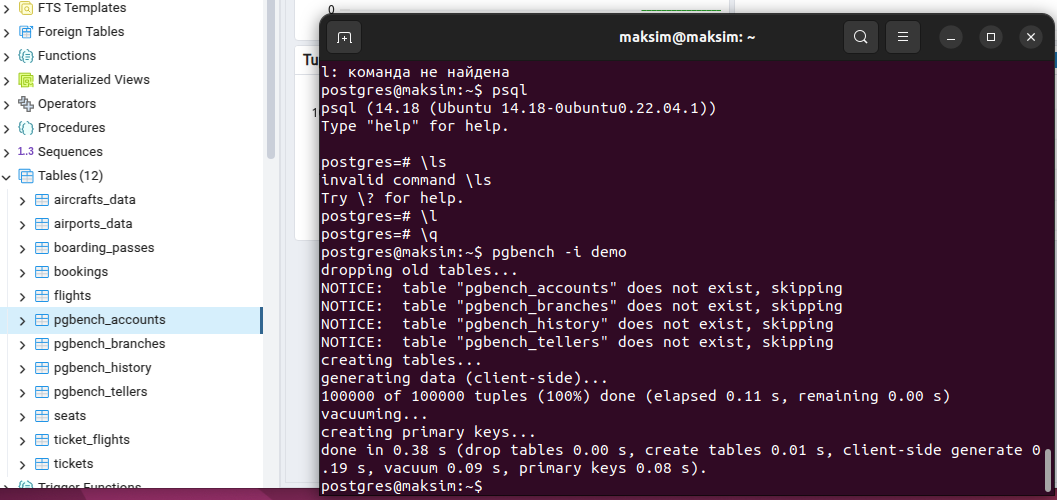 FTS Templates
Foreign Tables
Functions
Materialized Views
Operators
Procedures
1..3 Sequences
Tables (12)
aircrafts_data
airports_data
boarding_passes
bookings
flights
pgbench_accounts
pgbench_branches
pgbench_history
pgbench_tellers
seats
ticket_flights
tickets
Trigger Functions
0
Tu
maksim@maksim: ~
l: команда не найдена
postgres@maksim:~$ psql
psql (14.18 (Ubuntu 14.18-0ubuntu0.22.04.1))
Type "help" for help.
postgres=# \ls
invalid command \ls
Try \? for help.
postgres=# \l
postgres=# \q
postgres@maksim:~$ pgbench -i demo
dropping old tables...
NOTICE:  table "pgbench_accounts" does not exist, skipping
NOTICE:  table "pgbench_branches" does not exist, skipping
NOTICE:  table "pgbench_history" does not exist, skipping
NOTICE:  table "pgbench_tellers" does not exist, skipping
creating tables...
generating data (client-side)...
100000 of 100000 tuples (100%) done (elapsed 0.11 s, remaining 0.00 s)
vacuuming...
creating primary keys...
done in 0.38 s (drop tables 0.00 s, create tables 0.01 s, client-side generate 0
.19 s, vacuum 0.09 s, primary keys 0.08 s).
postgres@maksim:~$